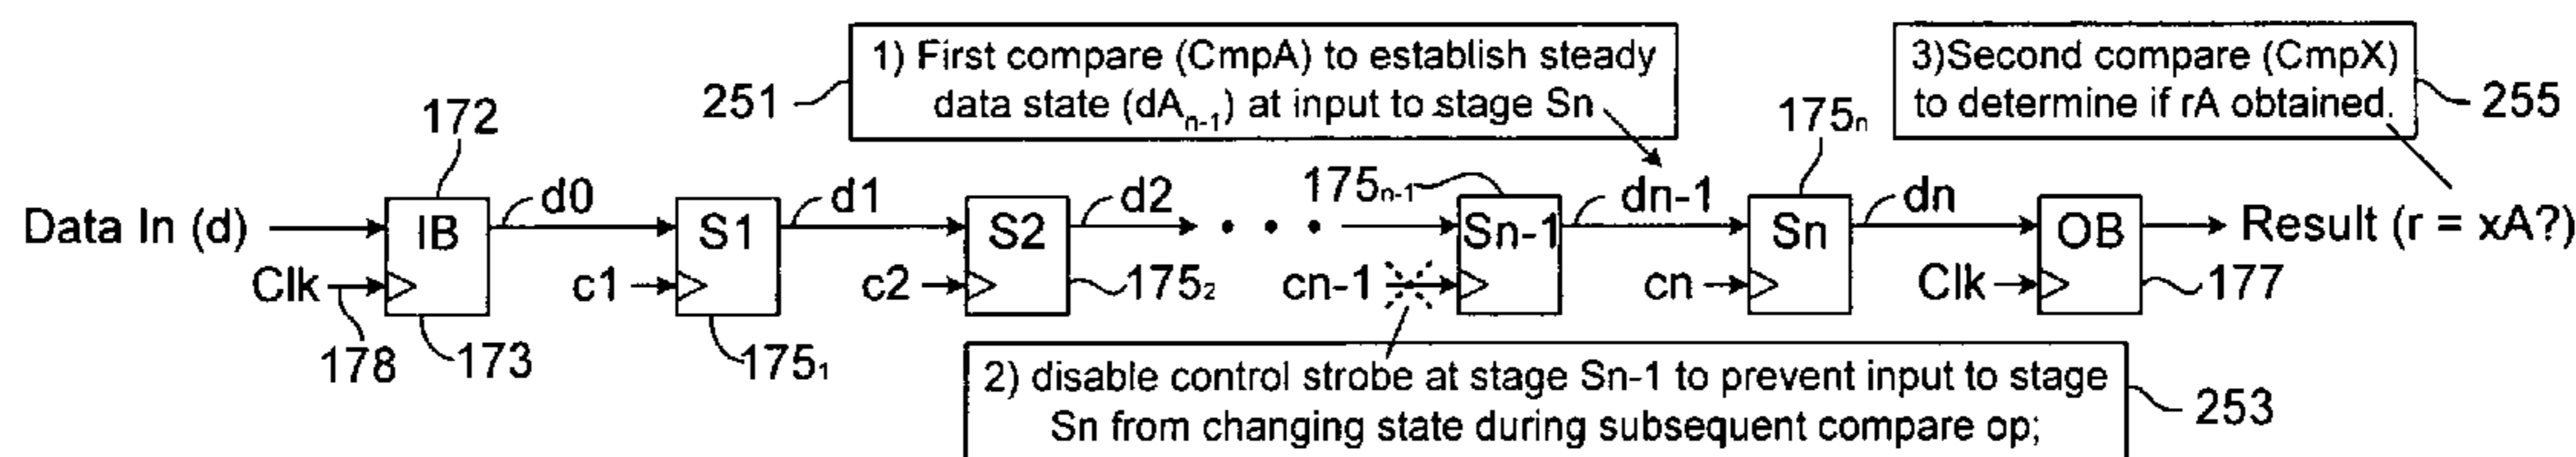 1) First compare (CmpA) to establish steady
data state (dAn-1) at input to stage Sn
251
3)Second compare (CmpX)
to determine if rA obtained.
255
172
175n-1
175n
Data In (d)
IB
d0
S1
d1
S2
d2
• • •
Sn-1
dn-1
Sn
dn
OB
Result (r = xA?)
Clk
c1
c2
1752
cn-1
cn
Clk
177
178
173
1751
2) disable control strobe at stage Sn-1 to prevent input to stage
Sn from changing state during subsequent compare op;
253